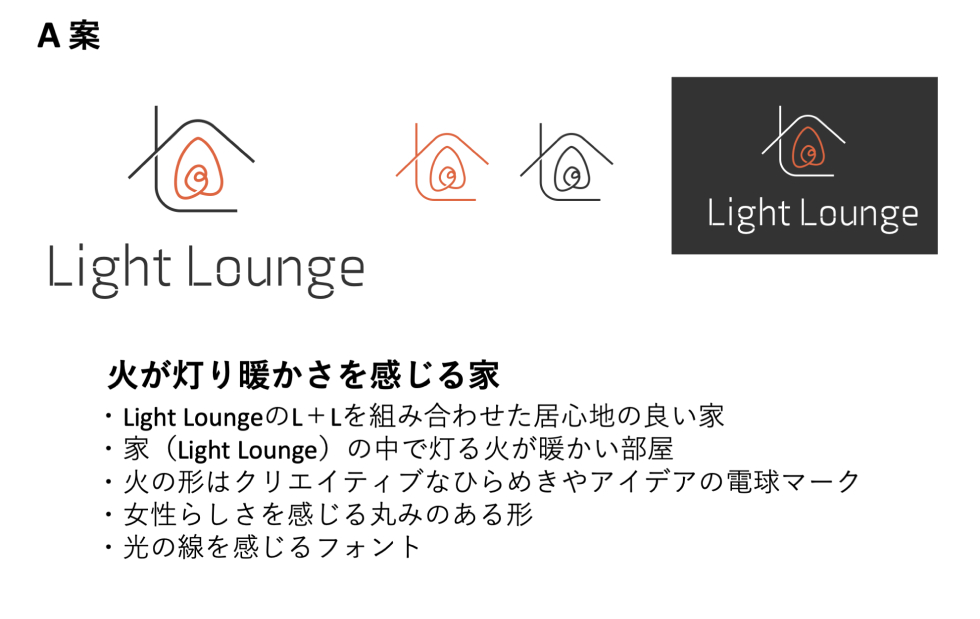 A 案
Light Lounge
Light Lounge
火が灯り暖かさを感じる家
・Light LoungeのL＋Lを組み合わせた居心地の良い家
・家（Light Lounge）の中で灯る火が暖かい部屋
・火の形はクリエイティブなひらめきやアイデアの電球マーク
・女性らしさを感じる丸みのある形
・光の線を感じるフォント